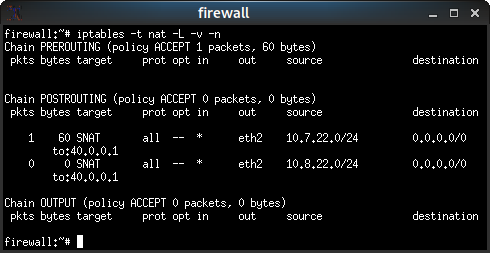 firewall
firewall:~# iptables -t nat -L -v -n
Chain PREROUTING (policy ACCEPT 1 packets, 60 bytes)
pkts bytes target prot opt in out source destination
Chain POSTROUTING (policy ACCEPT 0 packets, 0 bytes)
pkts bytes target prot opt in out source destination
1 60 SNAT all -- * eth2 10.7.22.0/24 0.0.0.0/0
to:40.0.0.1
0 0 SNAT all -- * eth2 10.8.22.0/24 0.0.0.0/0
to:40.0.0.1
Chain OUTPUT (policy ACCEPT 0 packets, 0 bytes)
pkts bytes target prot opt in out source destination
firewall:~#